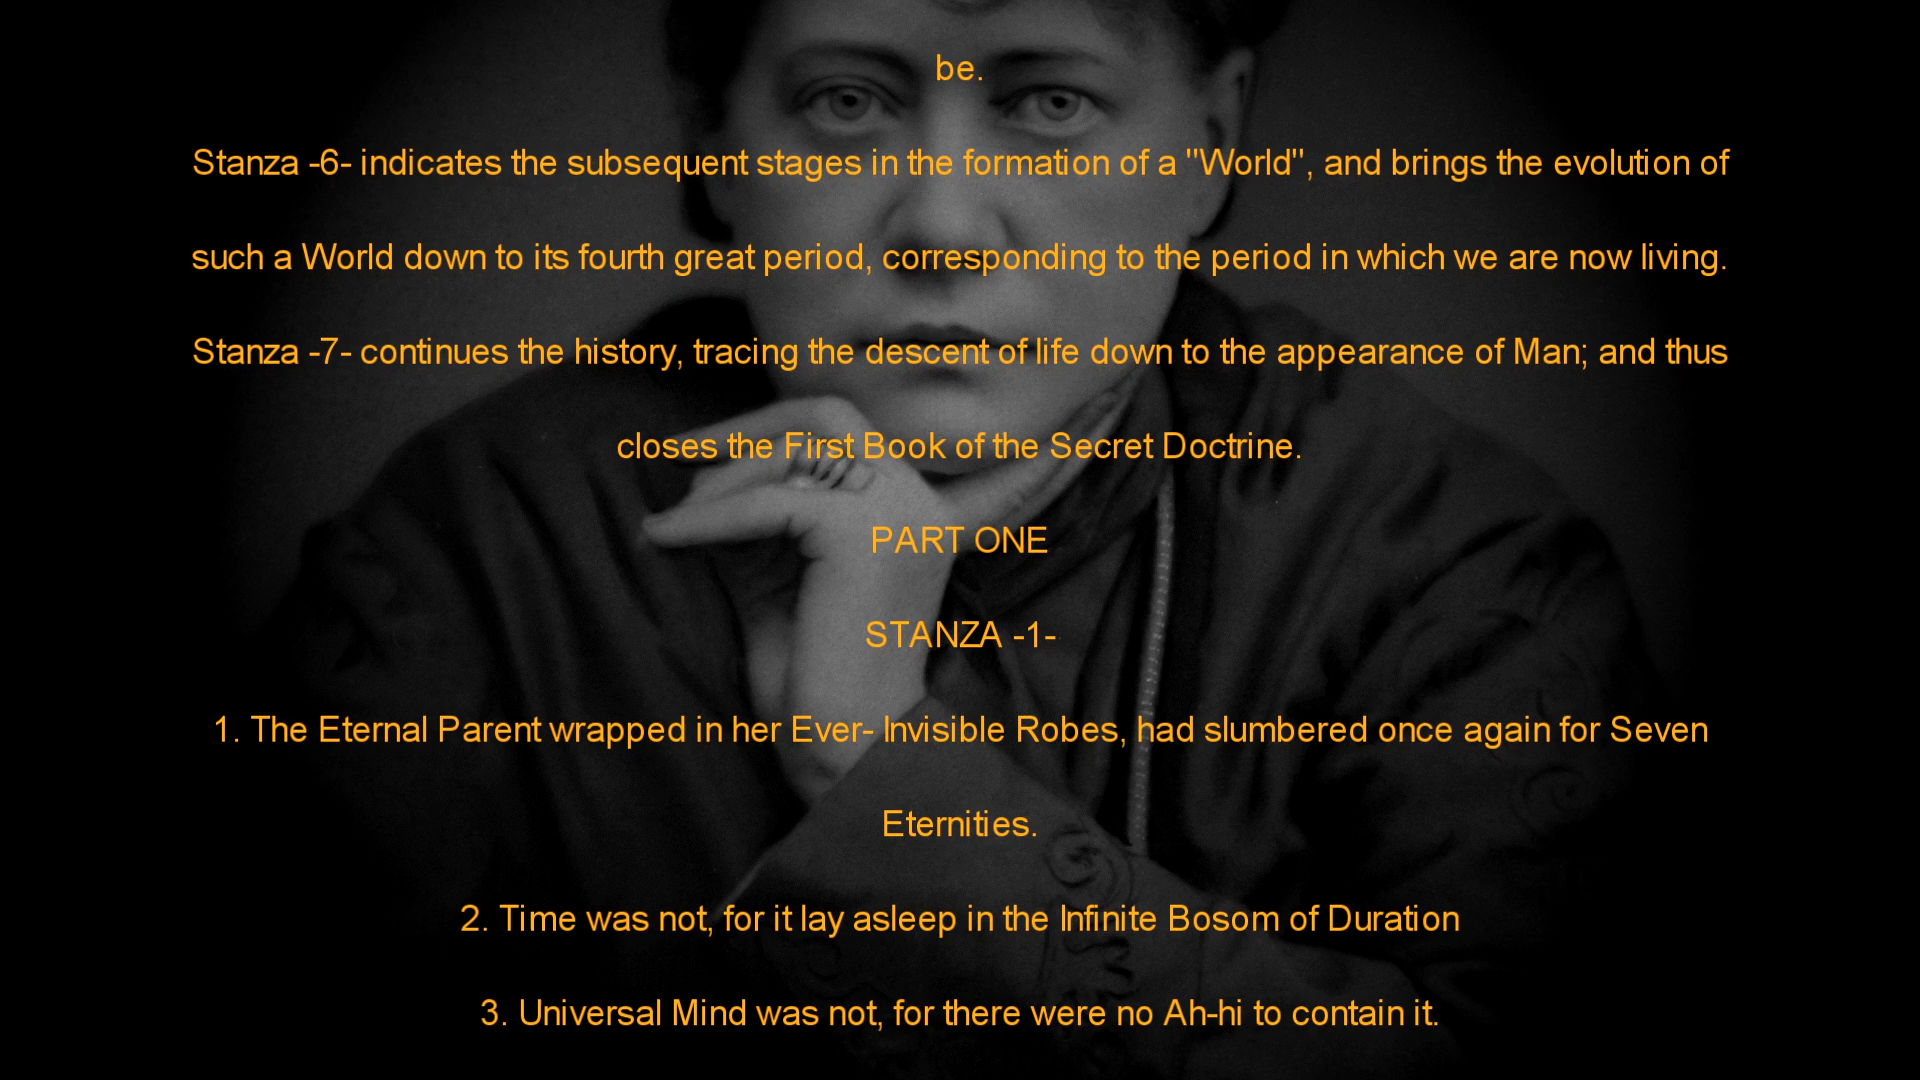 be.
Stanza -6- indicates the subsequent stages in the formation of a "World", and brings the evolution of
such a World down to its fourth great period, corresponding to the period in which we are now living.
Stanza -7- continues the history, tracing the descent of life down to the appearance of Man; and thus
closes the First Book of the Secret Doctrine.
PART ONE
STANZA -1-
1. The Eternal Parent wrapped in her Ever- Invisible Robes, had slumbered once again for Seven
Eternities.
2. Time was not, for it lay asleep in the Infinite Bosom of Duration
3. Universal Mind was not, for there were no Ah-hi to contain it.